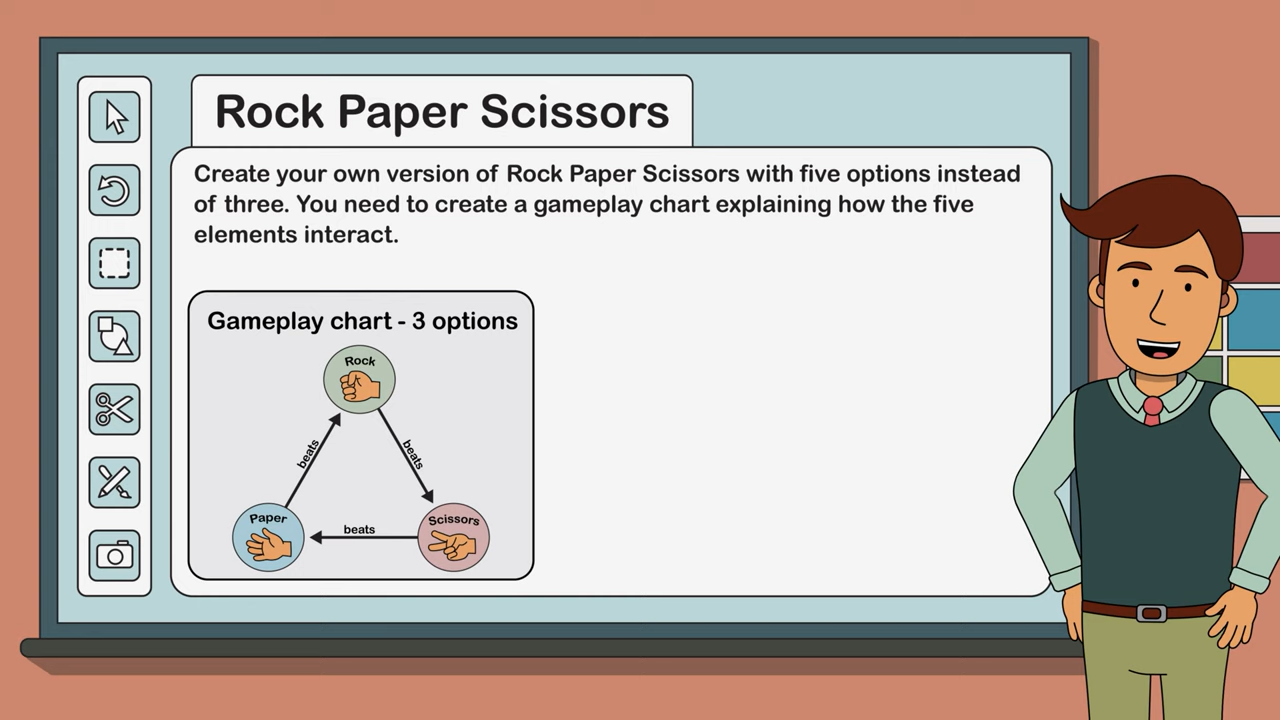 Rock Paper Scissors
Create your own version of Rock Paper Scissors with five options instead
of three. You need to create a gameplay chart explaining how the five
elements interact.
Gameplay chart - 3 options
Rock
beats
beats
Paper
beats
Scissors